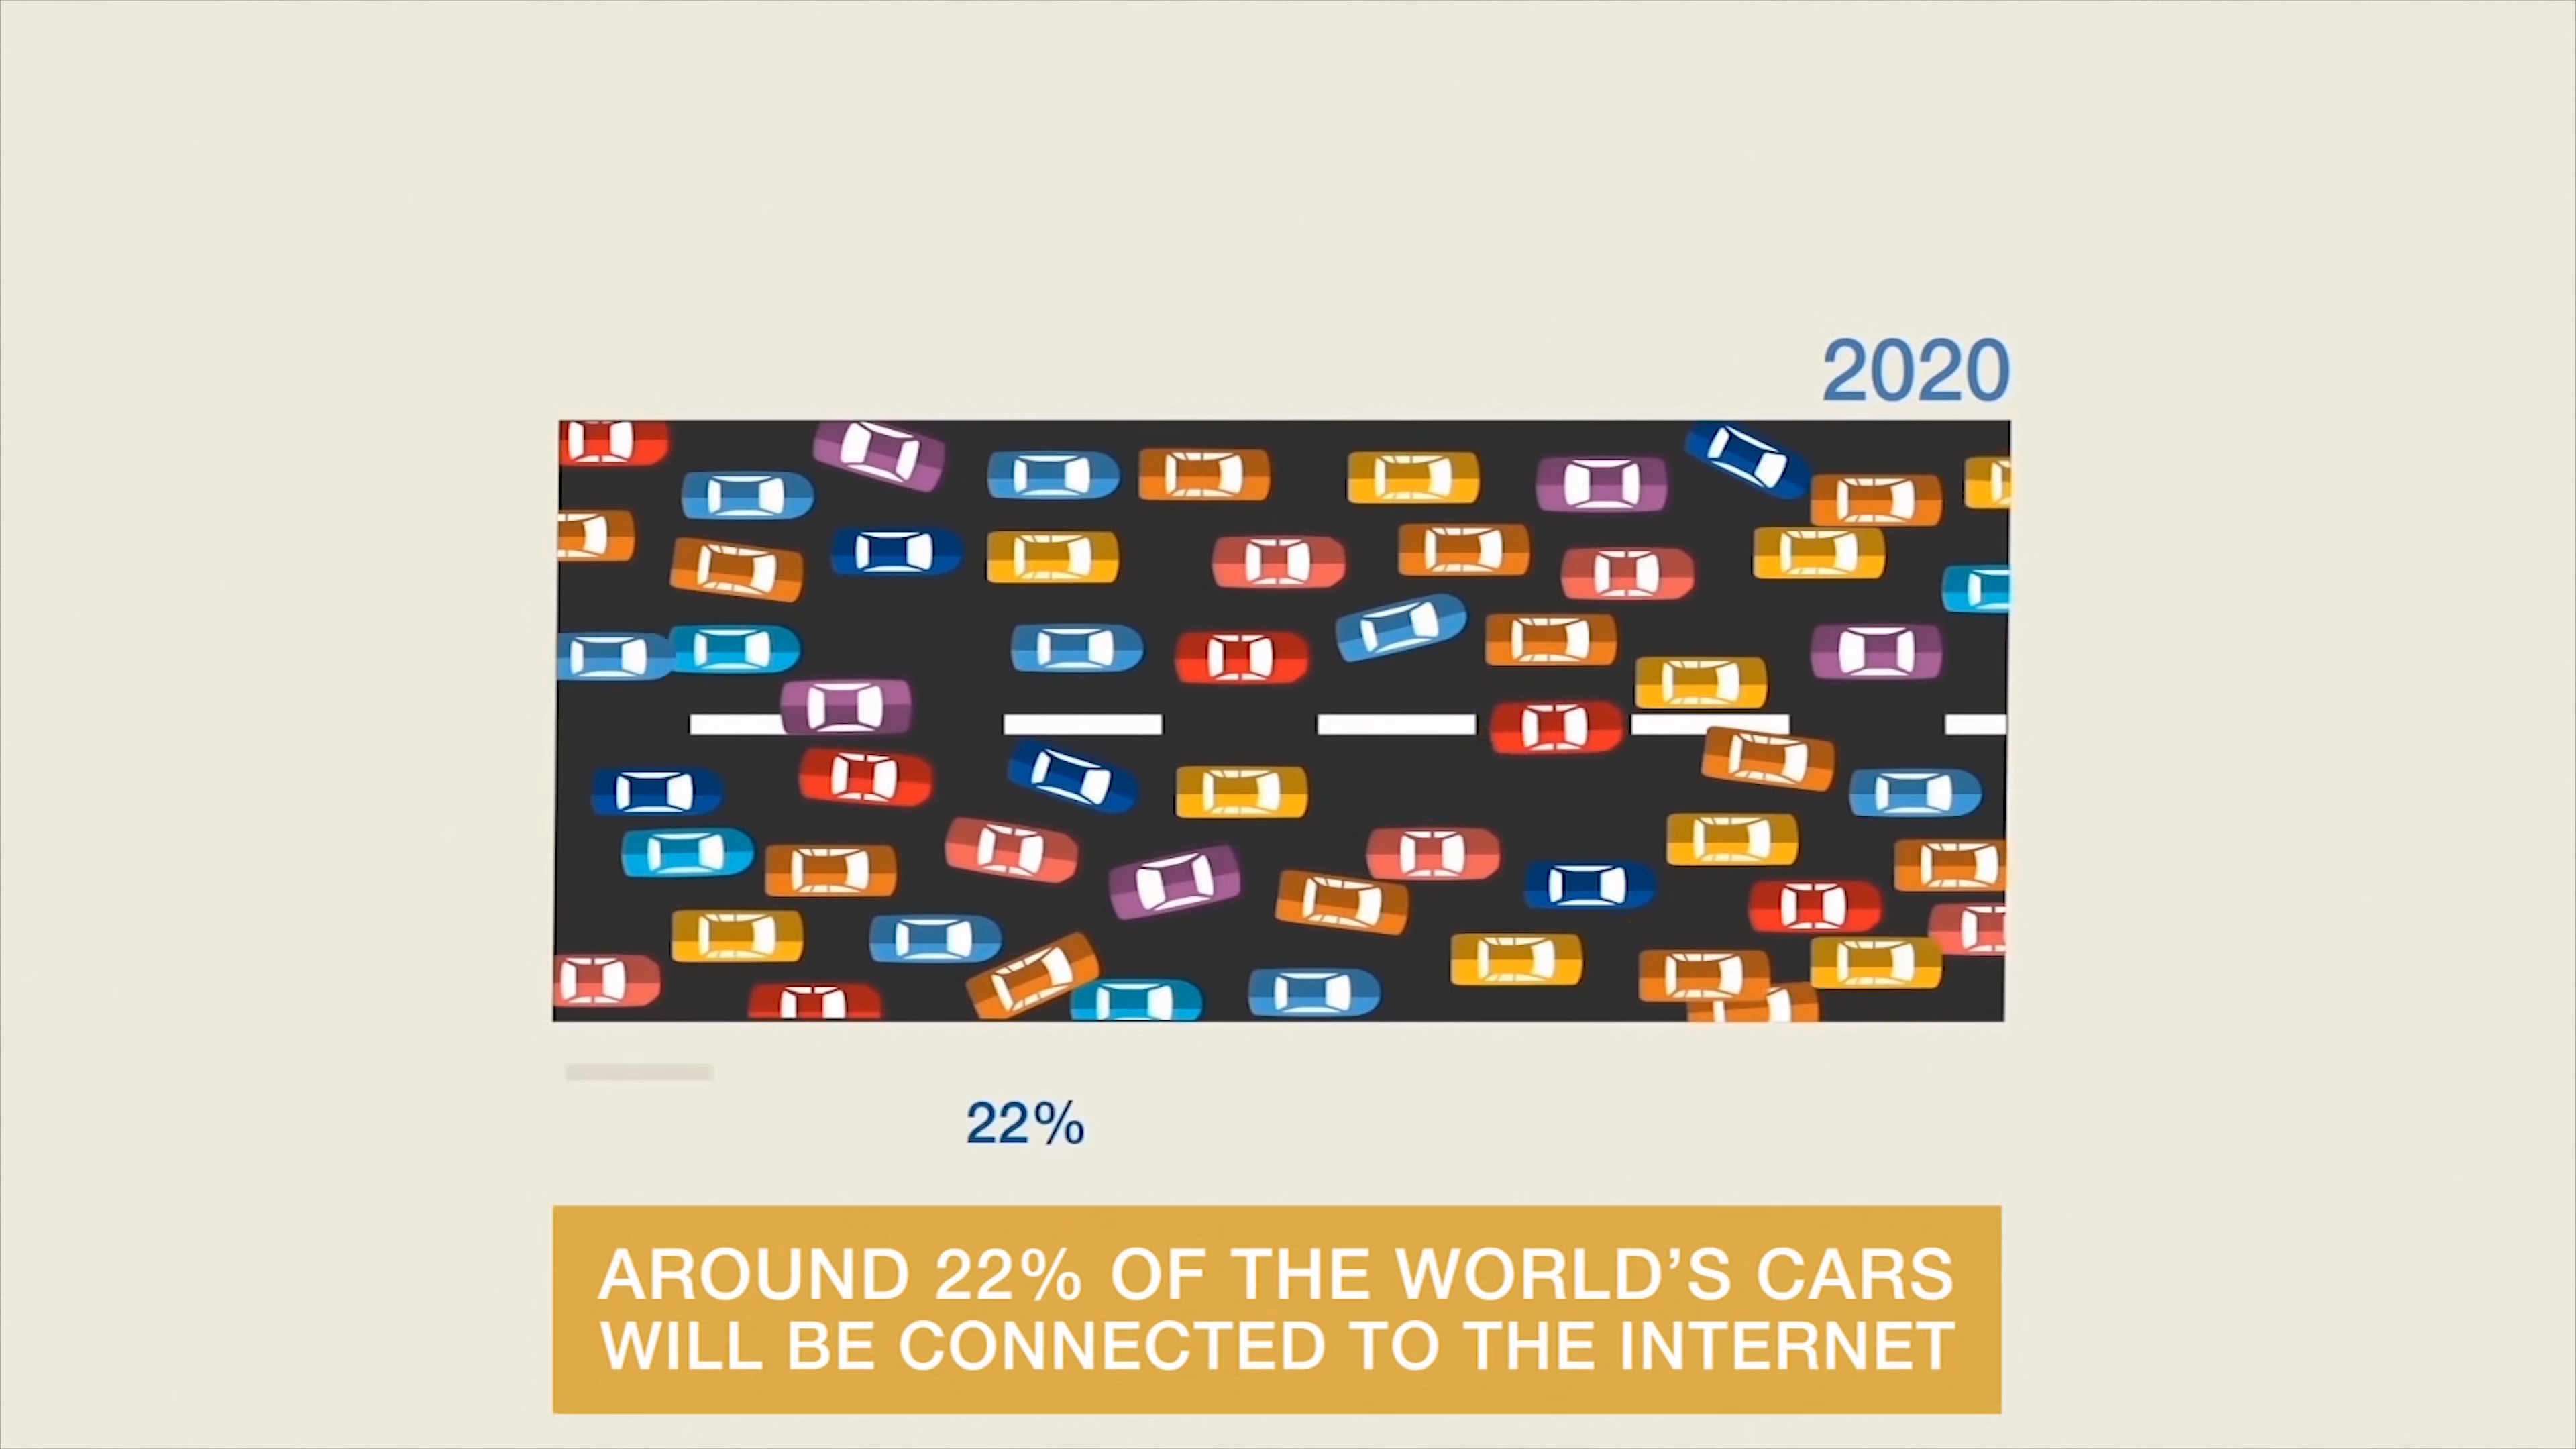 2020
22%
AROUND 22% OF THE WORLD’S CARS
WILL BE CONNECTED TO THE INTERNET